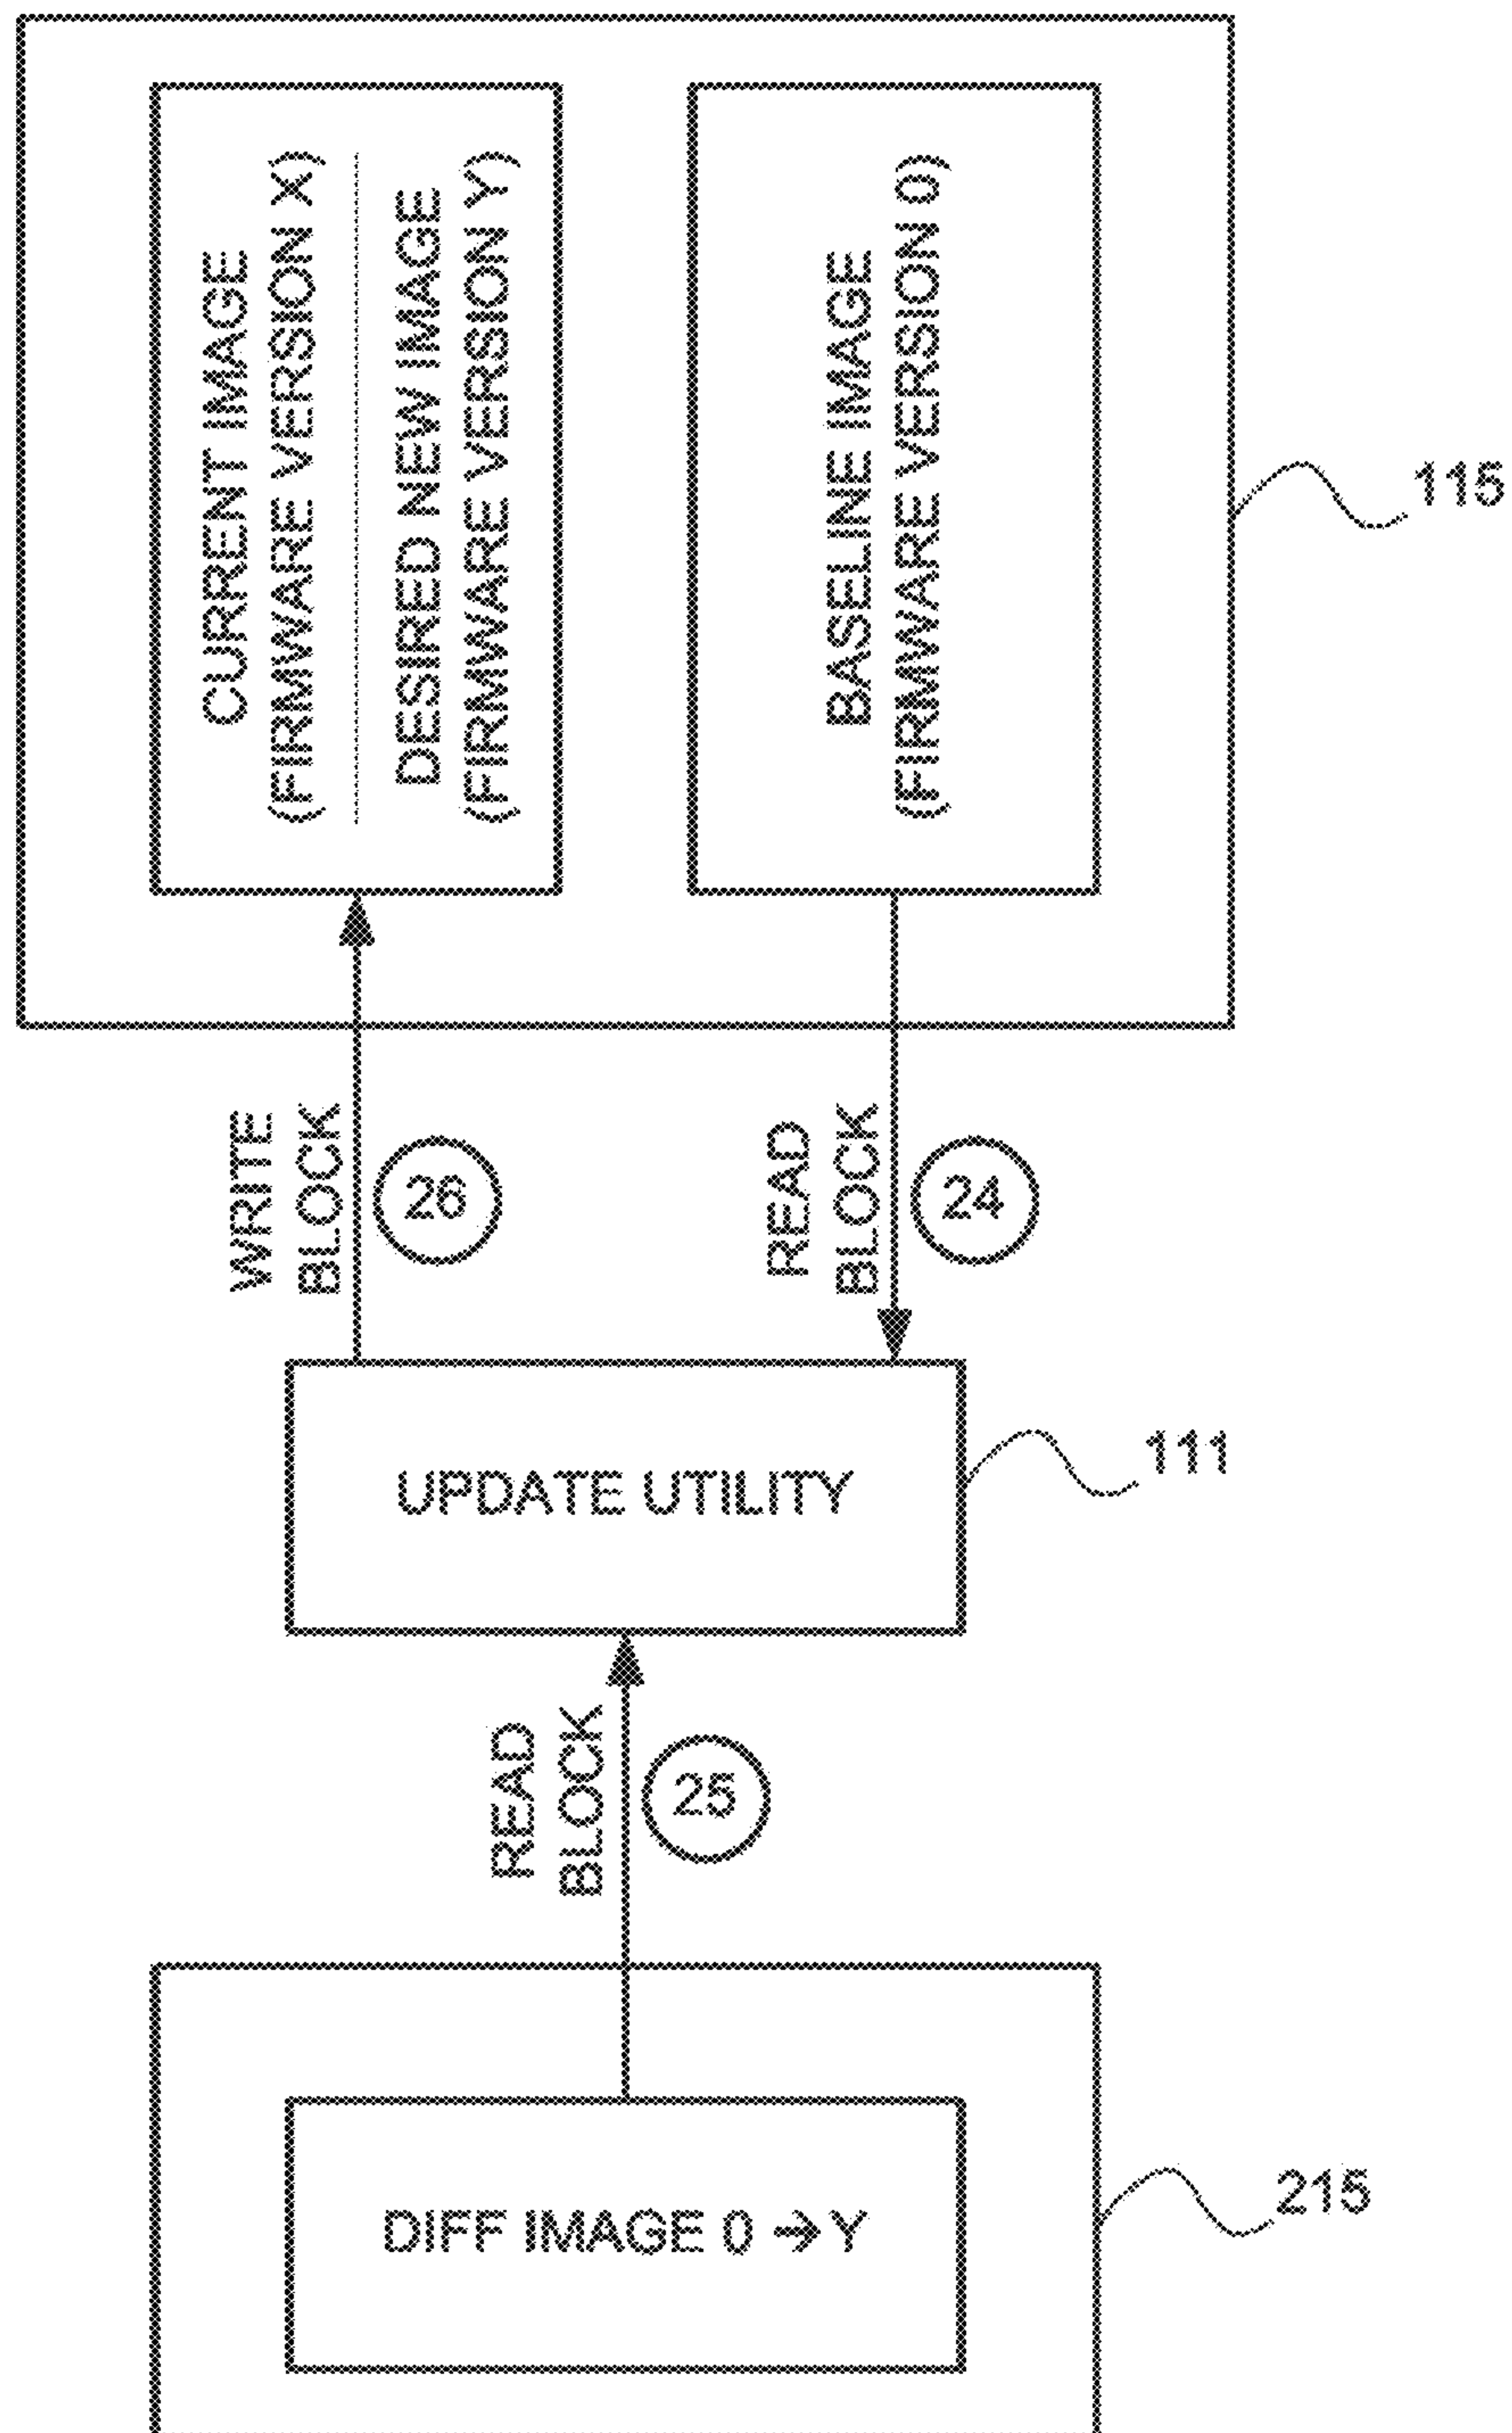 CURRENT IMAGE
(FIRMWARE VERSION X)
DESIRED NEW IMAGE
(FIRMWARE VERSION Y)
BASELINE IMAGE
(FIRMWARE VERSION 0)
115
WRITE
BLOCK
26
READ
BLOCK
24
UPDATE UTILITY
111
READ
BLOCK
25
DIFF IMAGE 0 → Y
215